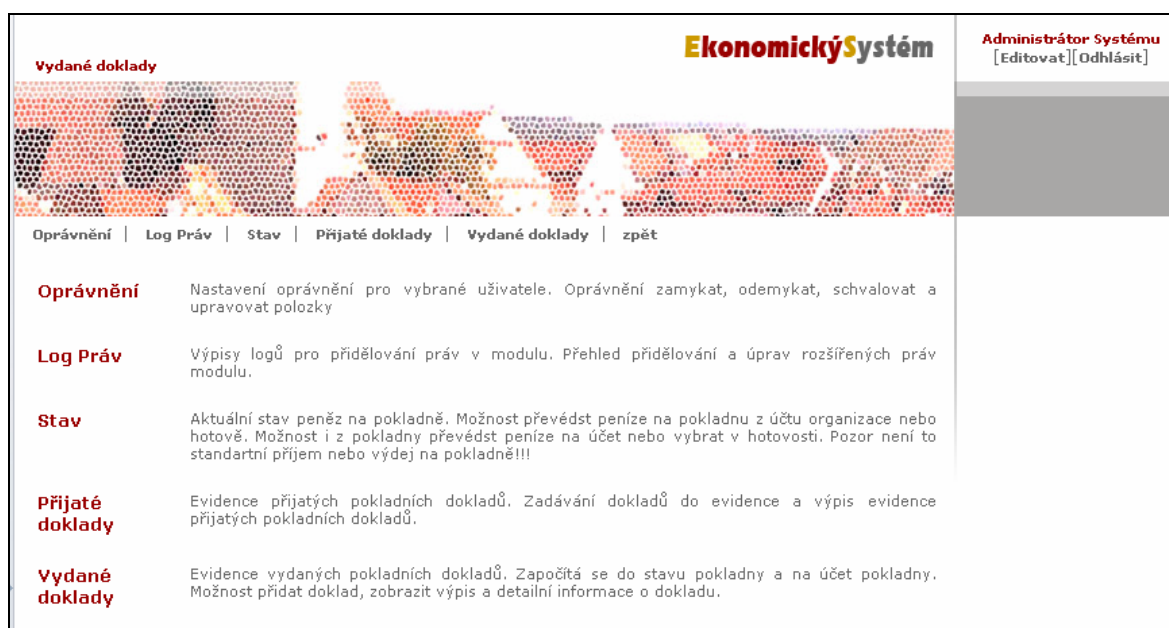 EkonomickýSystém
Administrátor Systému
[Editovat][Odhlásit]
Vydané doklady
Oprávnění | Log Práv | Stav | Přijaté doklady | Vydané doklady | zpět
Oprávnění
Nastavení oprávnění pro vybrané uživatele. Oprávnění zamykat, odemykat, schvalovat a
upravovat polozky
Log Práv
Výpisy logů pro přidělování práv v modulu. Přehled přidělování a úprav rozšířených práv
modulu.
Stav
Aktuální stav peněz na pokladně. Možnost převédst peníze na pokladnu z účtu organizace nebo
hotově. Možnost i z pokladny převédst peníze na účet nebo vybrat v hotovosti. Pozor není to
standartní příjem nebo výdej na pokladně!!!
Přijaté
doklady
Evidence přijatých pokladních dokladů. Zadávání dokladů do evidence a výpis evidence
přijatých pokladních dokladů.
Vydané
doklady
Evidence vydaných pokladních dokladů. Započítá se do stavu pokladny a na účet pokladny.
Možnost přidat doklad, zobrazit výpis a detailní informace o dokladu.